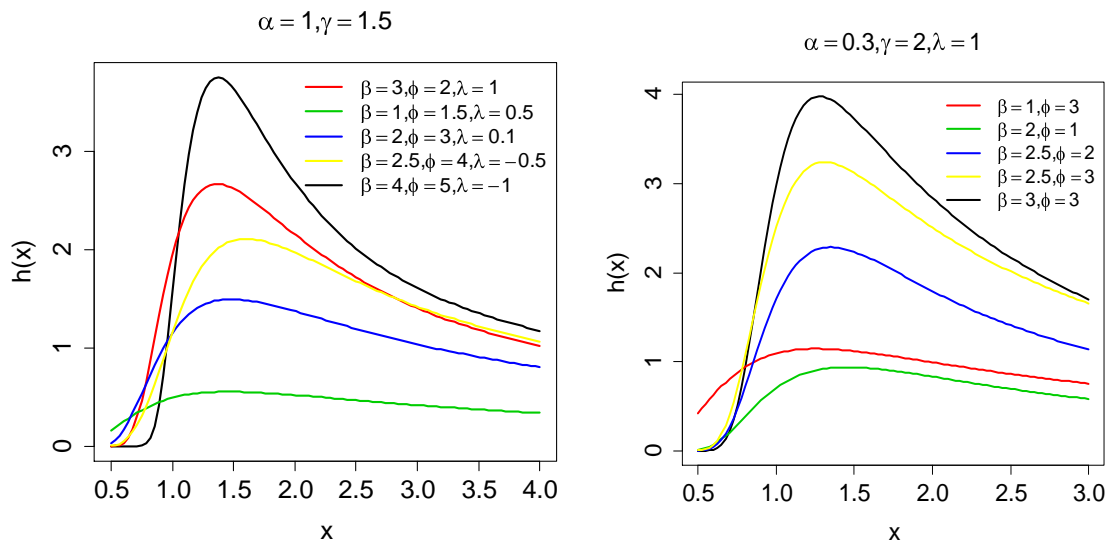 α = 1,γ = 1.5
h(x)
0
1
2
3
β = 3,ϕ = 2,λ = 1
β = 1,ϕ = 1.5,λ = 0.5
β = 2,ϕ = 3,λ = 0.1
β = 2.5,ϕ = 4,λ = −0.5
β = 4,ϕ = 5,λ = −1
0.5 1.0 1.5 2.0 2.5 3.0 3.5 4.0
x
α = 0.3,γ = 2,λ = 1
h(x)
0
1
2
3
4
β = 1,ϕ = 3
β = 2,ϕ = 1
β = 2.5,ϕ = 2
β = 2.5,ϕ = 3
β = 3,ϕ = 3
0.5 1.0 1.5 2.0 2.5 3.0
x